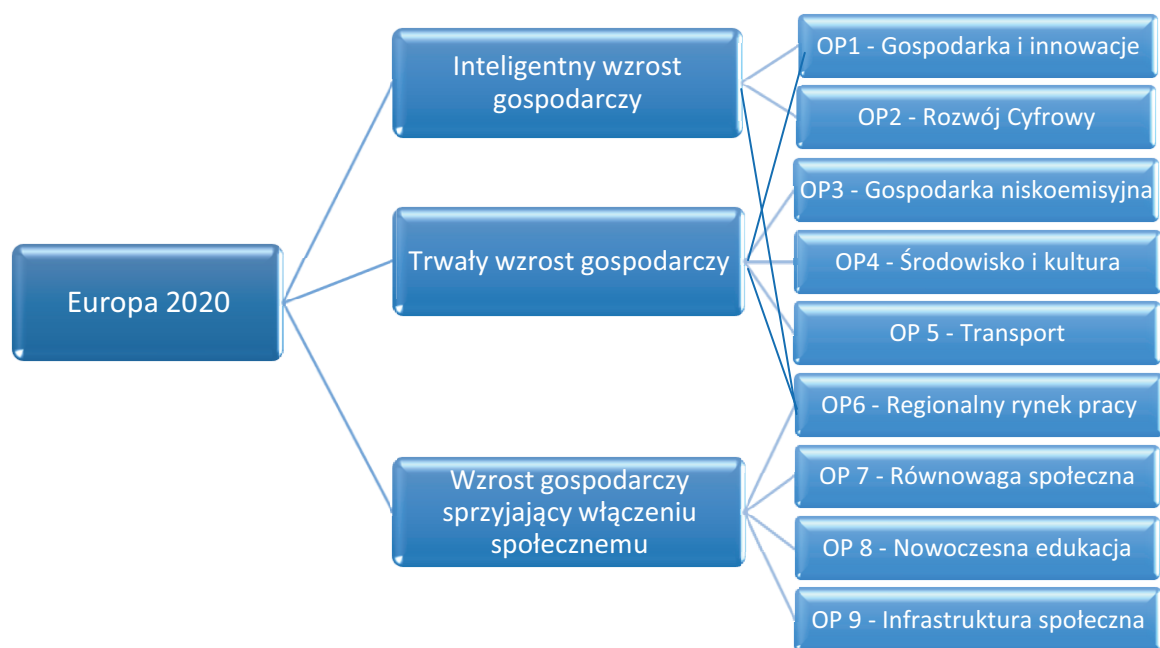 Europa 2020
Inteligentny wzrost
gospodarczy
Trwały wzrost gospodarczy
Wzrost gospodarczy
sprzyjający włączeniu
społecznemu
OP1 - Gospodarka i innowacje
OP2 - Rozwój Cyfrowy
OP3 - Gospodarka niskoemisyjna
OP4 - Środowisko i kultura
OP 5 - Transport
OP6 - Regionalny rynek pracy
OP 7 - Równowaga społeczna
OP 8 - Nowoczesna edukacja
OP 9 - Infrastruktura społeczna